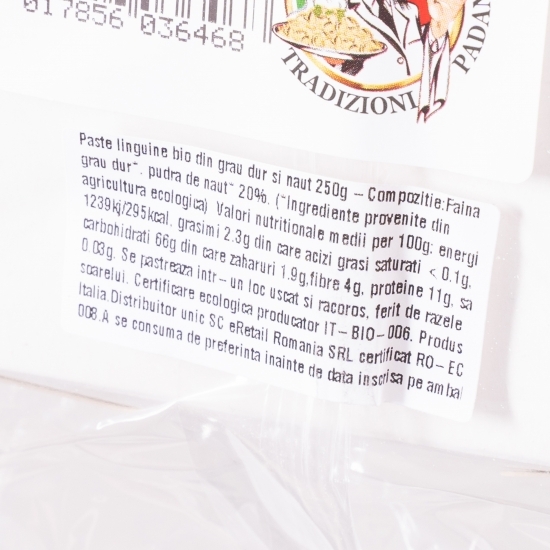 017856 036468
TRADIZIONI PADAN
Paste linguine bio din grau dur si naut 250g – Compozitie:Faina
grau dur*, pudra de naut* 20%. (*Ingrediente provenite din
agricultura ecologica) Valori nutritionale medii per 100g: energi
1239kj/295kcal, grasimi 2.3g din care acizi grasi saturati < 0.1g,
carbohidrati 66g din care zaharuri 1.9g,fibre 4g, proteine 11g, sa
0.03g. Se pastreaza intr–un loc uscat si racoros, ferit de razele
soarelui. Certificare ecologica producator IT–BIO–006. Produs
Italia.Distribuitor unic SC eRetail Romania SRL certificat RO–EC
008.A se consuma de preferinta inainte de data inscrisa pe ambal